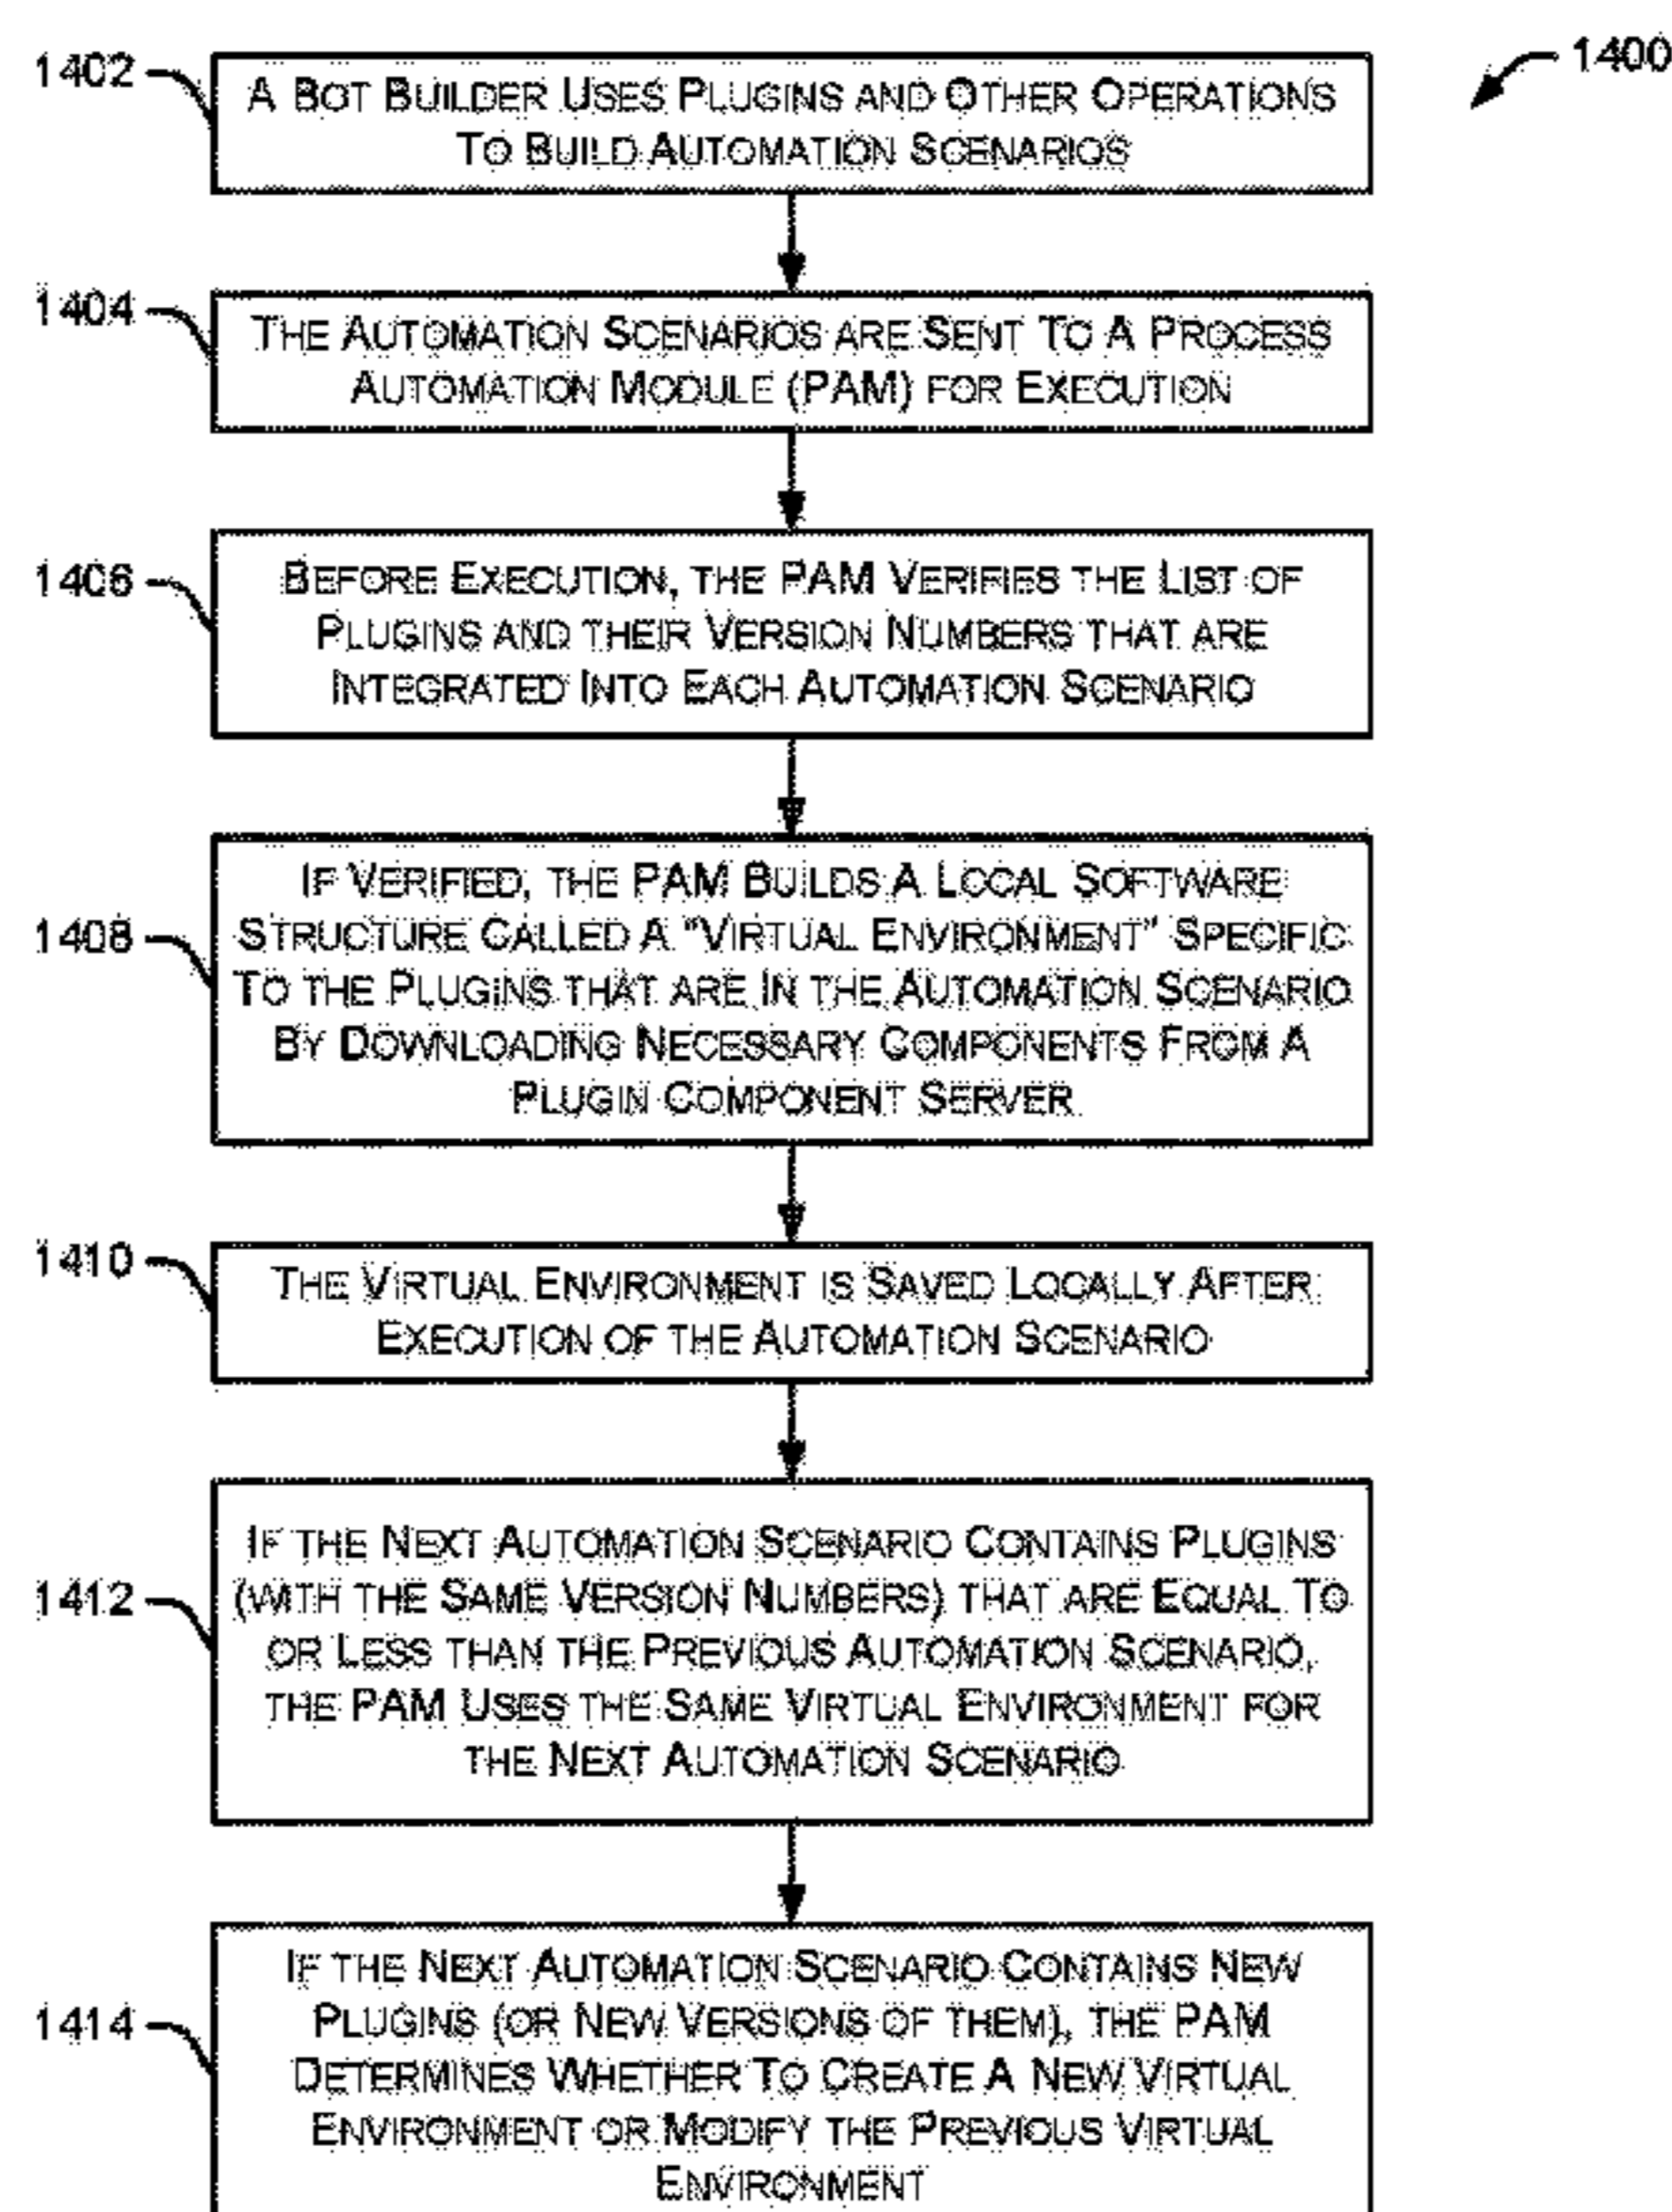 1400
1402
A BOT BUILDER USES PLUGINS AND OTHER OPERATIONS
TO BUILD AUTOMATION SCENARIOS
1404
THE AUTOMATION SCENARIOS ARE SENT TO A PROCESS
AUTOMATION MODULE (PAM) FOR EXECUTION
1406
BEFORE EXECUTION, THE PAM VERIFIES THE LIST OF
PLUGINS AND THEIR VERSION NUMBERS THAT ARE
INTEGRATED INTO EACH AUTOMATION SCENARIO
1408
IF VERIFIED, THE PAM BUILDS A LOCAL SOFTWARE
STRUCTURE CALLED A "VIRTUAL ENVIRONMENT" SPECIFIC
TO THE PLUGINS THAT ARE IN THE AUTOMATION SCENARIO
BY DOWNLOADING NECESSARY COMPONENTS FROM A
PLUGIN COMPONENT SERVER
1410
THE VIRTUAL ENVIRONMENT IS SAVED LOCALLY AFTER
EXECUTION OF THE AUTOMATION SCENARIO
1412
IF THE NEXT AUTOMATION SCENARIO CONTAINS PLUGINS
(WITH THE SAME VERSION NUMBERS) THAT ARE EQUAL TO
OR LESS THAN THE PREVIOUS AUTOMATION SCENARIO,
THE PAM USES THE SAME VIRTUAL ENVIRONMENT FOR
THE NEXT AUTOMATION SCENARIO
1414
IF THE NEXT AUTOMATION SCENARIO CONTAINS NEW
PLUGINS (OR NEW VERSIONS OF THEM), THE PAM
DETERMINES WHETHER TO CREATE A NEW VIRTUAL
ENVIRONMENT OR MODIFY THE PREVIOUS VIRTUAL
ENVIRONMENT